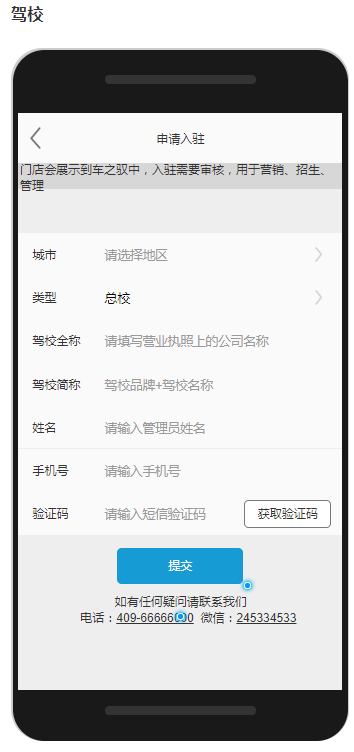 驾校
申请入驻
门店会展示到车之驭中，入驻需要审核，用于营销、招生、
管理
城市 请选择地区
类型 总校
驾校全称 请填写营业执照上的公司名称
驾校简称 驾校品牌+驾校名称
姓名 请输入管理员姓名
手机号 请输入手机号
验证码 请输入短信验证码 获取验证码
提交
如有任何疑问请联系我们
电话：微信：245334533